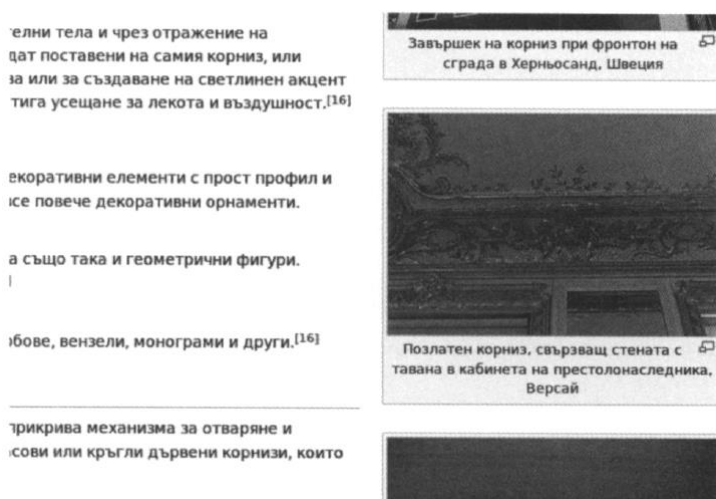 телни тела и чрез отражение на
дат поставени на самия корниз, или
за или за създаване на светлинен акцент
тига усещане за лекота и въздушност.[16]
екоративни елементи с прост профил и
все повече декоративни орнаменти.
а също така и геометрични фигури.
рбове, вензели, монограми и други.[16]
прикрива механизма за отваряне и
сови или кръгли дървени корнизи, които
Завършек на корниз при фронтон на
сграда в Херньосанд, Швеция
Позлатен корниз, свързващ стената с
тавана в кабинета на престолонаследника,
Версай